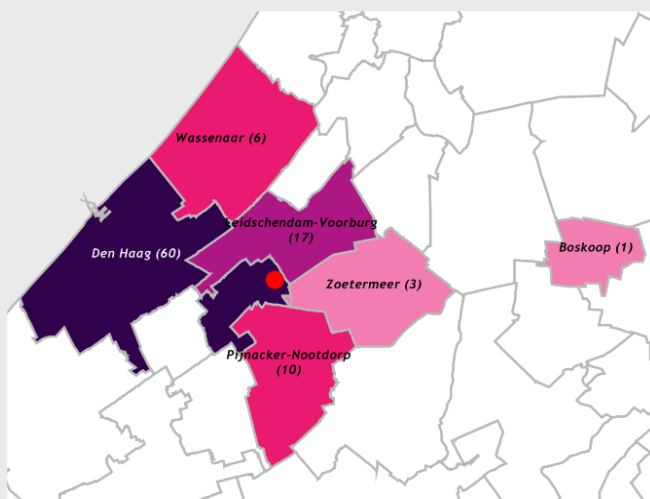 Wassenaar (6)
Leidschendam-Voorburg
(17)
Den Haag (60)
Boskoop (1)
Zoetermeer (3)
Pijnacker-Nootdorp
(10)